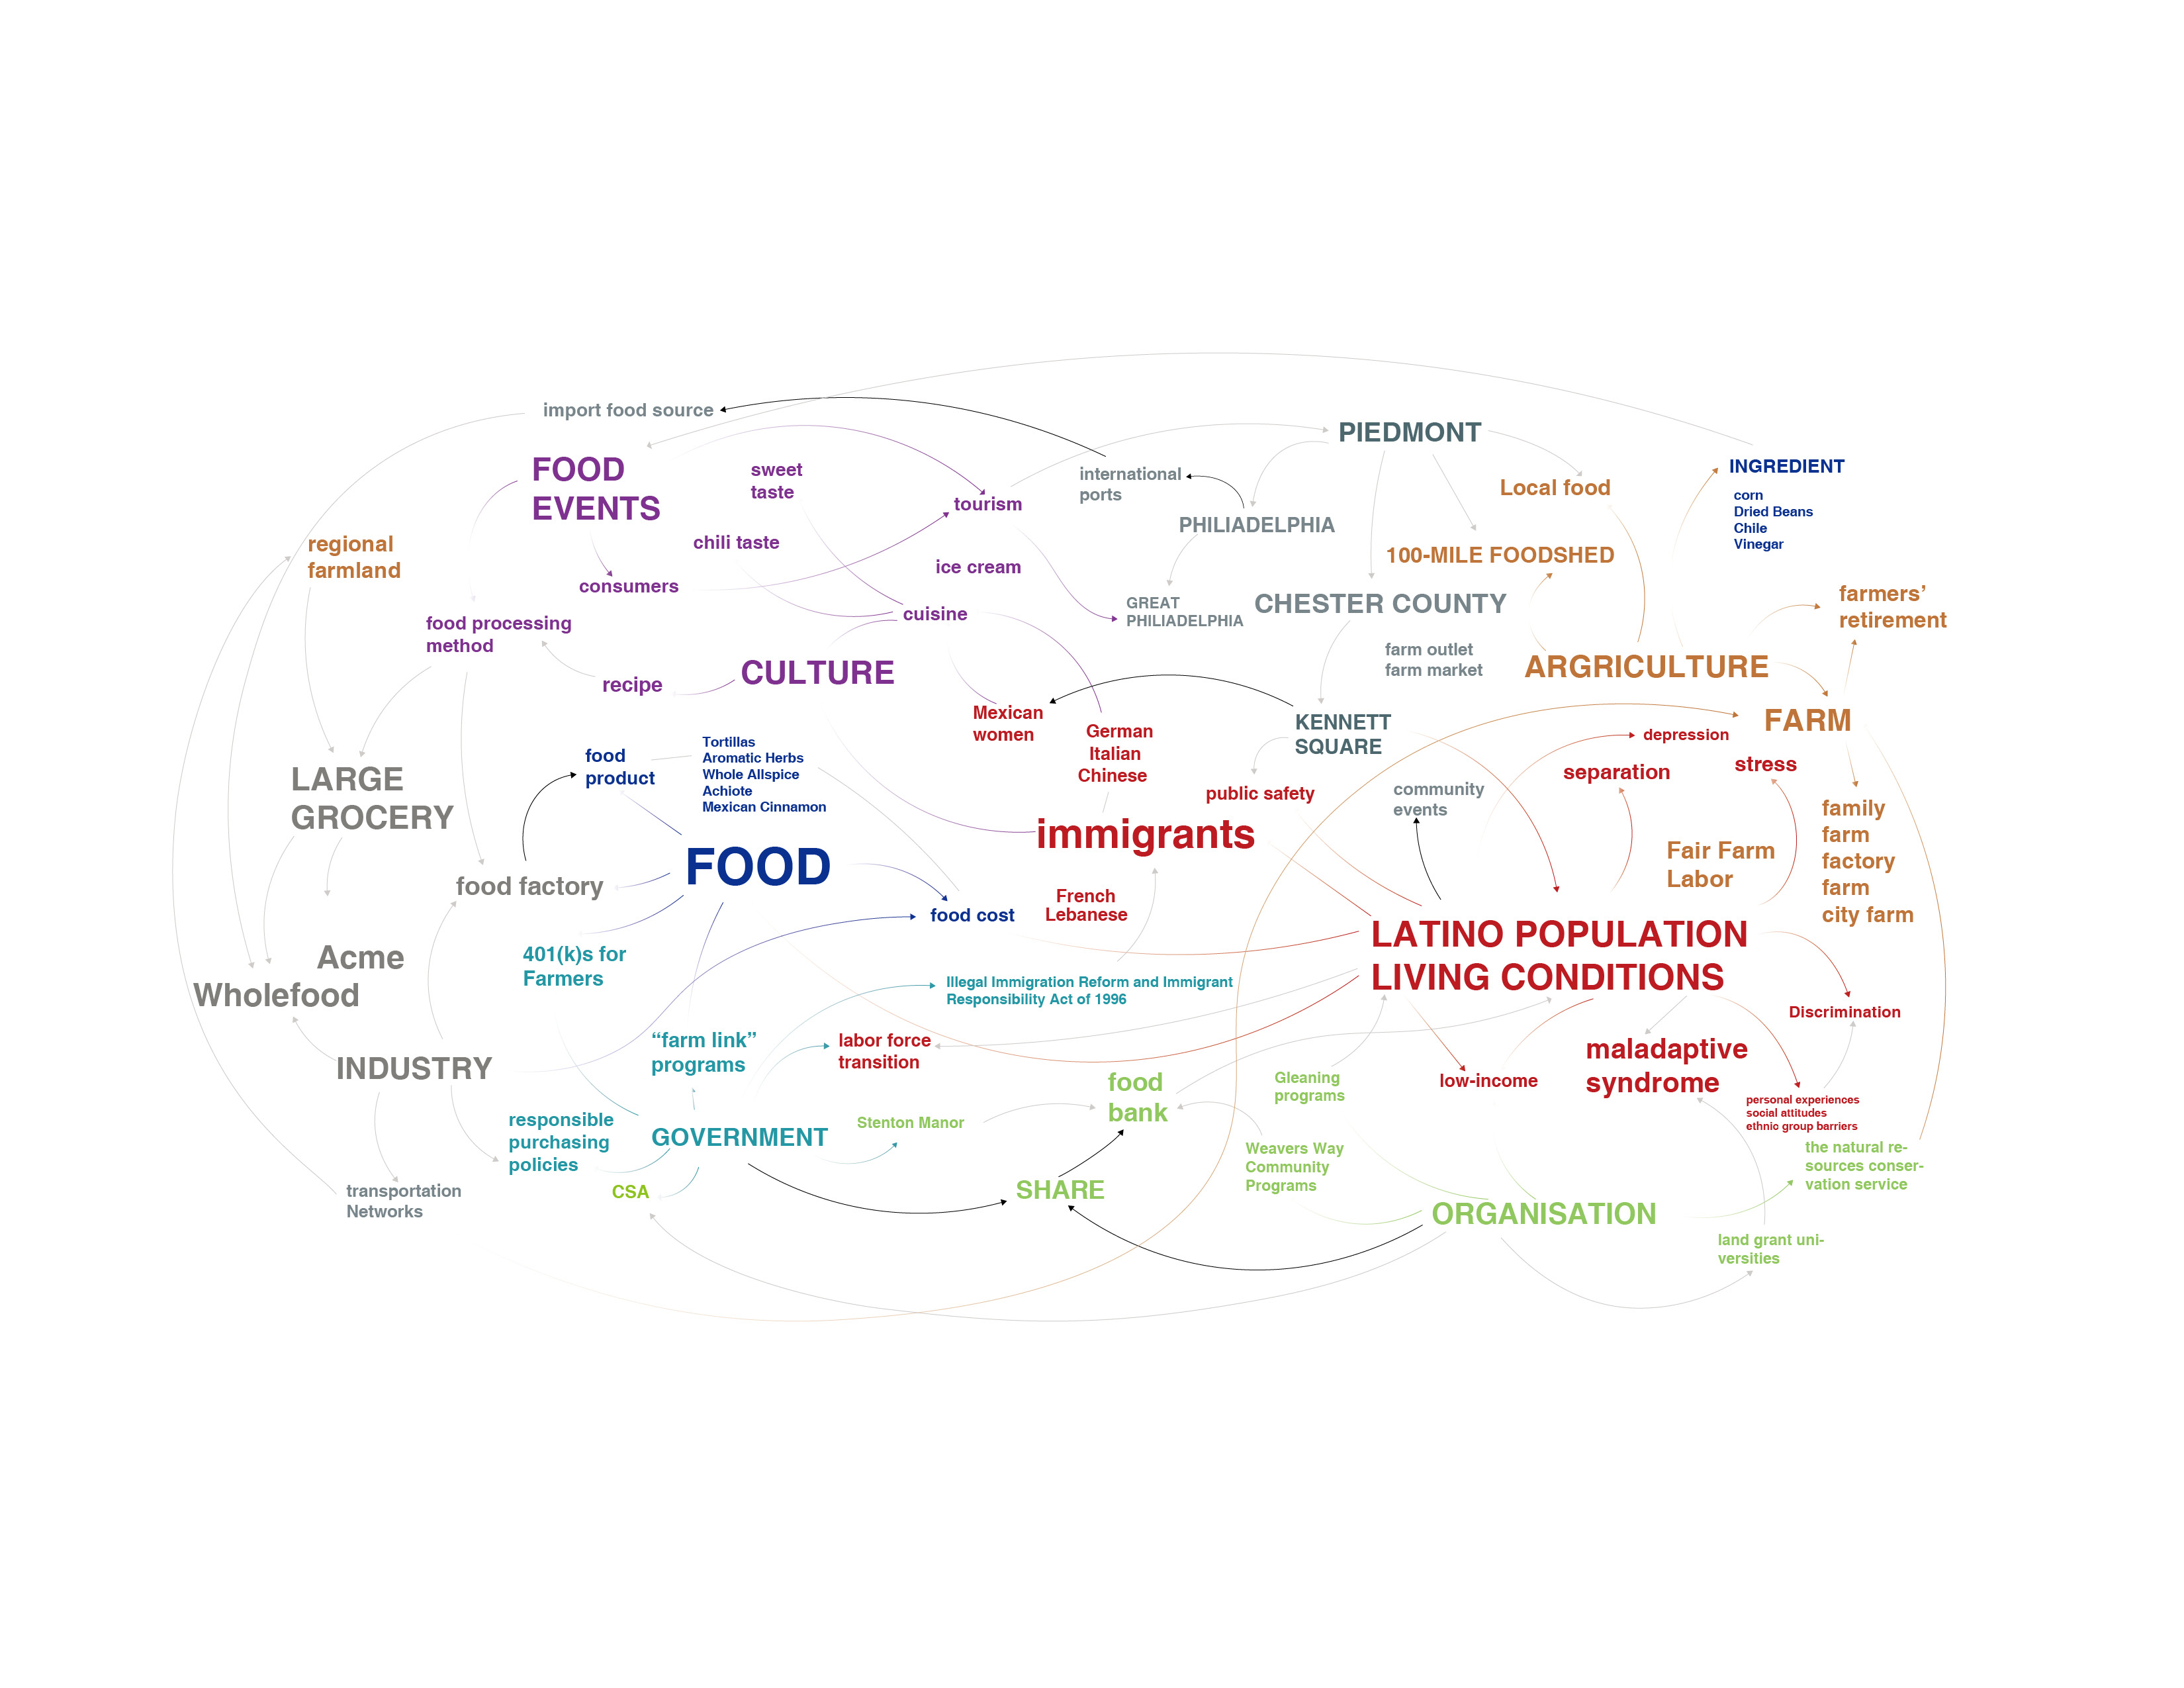 import food source
PIEDMONT
FOOD
EVENTS
sweet
taste
international
ports
INGREDIENT
corn
Dried Beans
Chile
Vinegar
tourism
Local food
PHILIADELPHIA
chili taste
regional
farmland
100-MILE FOODSHED
ice cream
consumers
GREAT
PHILIADELPHIA
CHESTER COUNTY
farmers’
retirement
cuisine
food processing
method
farm outlet
farm market
ARGRICULTURE
CULTURE
recipe
Mexican
women
German
Italian
Chinese
KENNETT
SQUARE
FARM
depression
separation
stress
food
product
Tortillas
Aromatic Herbs
Whole Allspice
Achiote
Mexican Cinnamon
LARGE
GROCERY
public safety
community
events
immigrants
family
farm
factory
farm
city farm
Fair Farm
Labor
FOOD
food factory
French
Lebanese
food cost
LATINO POPULATION
LIVING CONDITIONS
401(k)s for
Farmers
Acme
Wholefood
Illegal Immigration Reform and Immigrant
Responsibility Act of 1996
Discrimination
“farm link”
programs
labor force
transition
maladaptive
syndrome
INDUSTRY
food
bank
Gleaning
programs
low-income
personal experiences
social attitudes
ethnic group barriers
responsible
purchasing
policies
GOVERNMENT
Stenton Manor
Weavers Way
Community
Programs
the natural re-
sources conser-
vation service
transportation
Networks
CSA
SHARE
ORGANISATION
land grant uni-
versities